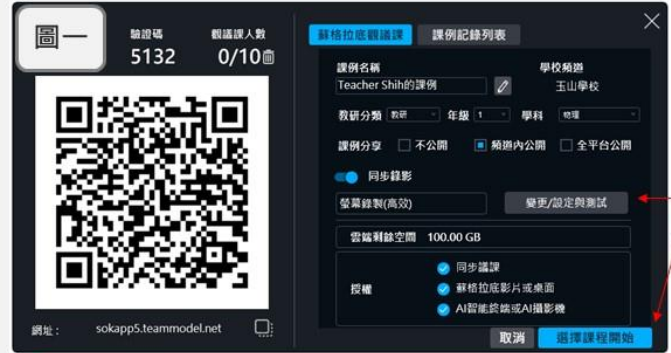 圖一
驗證碼 觀議課人數
5132 0/10
網址： sokapp5.teammodel.net
蘇格拉底觀議課 課例記錄列表
課例名稱 學校頻道
Teacher Shih的課例 玉山學校
教研分類 教研 年級 1 學科 物理
課例分享 不公開 頻道內公開 全平台公開
同步錄影
螢幕錄製(高效) 變更/設定與測試
雲端剩餘空間 100.00 GB
授權
同步議課
蘇格拉底影片或桌面
AI智能終端或AI攝影機
取消 選擇課程開始